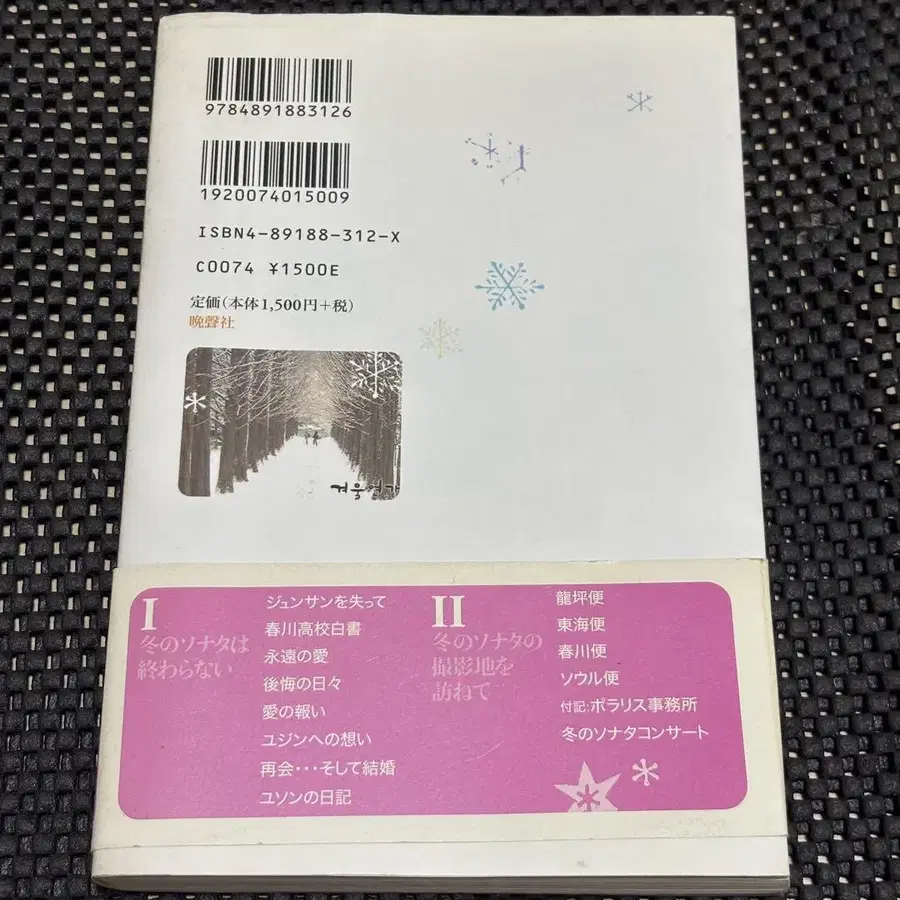 9784891883126
1920074015009
ISBN4-89188-312-X
C0074 ¥1500E
定価(本体1,500円+税)
晩聲社
겨울연가
I
冬のソナタは
終わらない
ジュンサンを失って
春川高校白書
永遠の愛
後悔の日々
愛の報い
ユジンへの想い
再会・・・そして結婚
ユソンの日記
II
冬のソナタの
撮影地を
訪ねて
龍坪便
東海便
春川便
ソウル便
付記:ポラリス事務所
冬のソナタコンサート